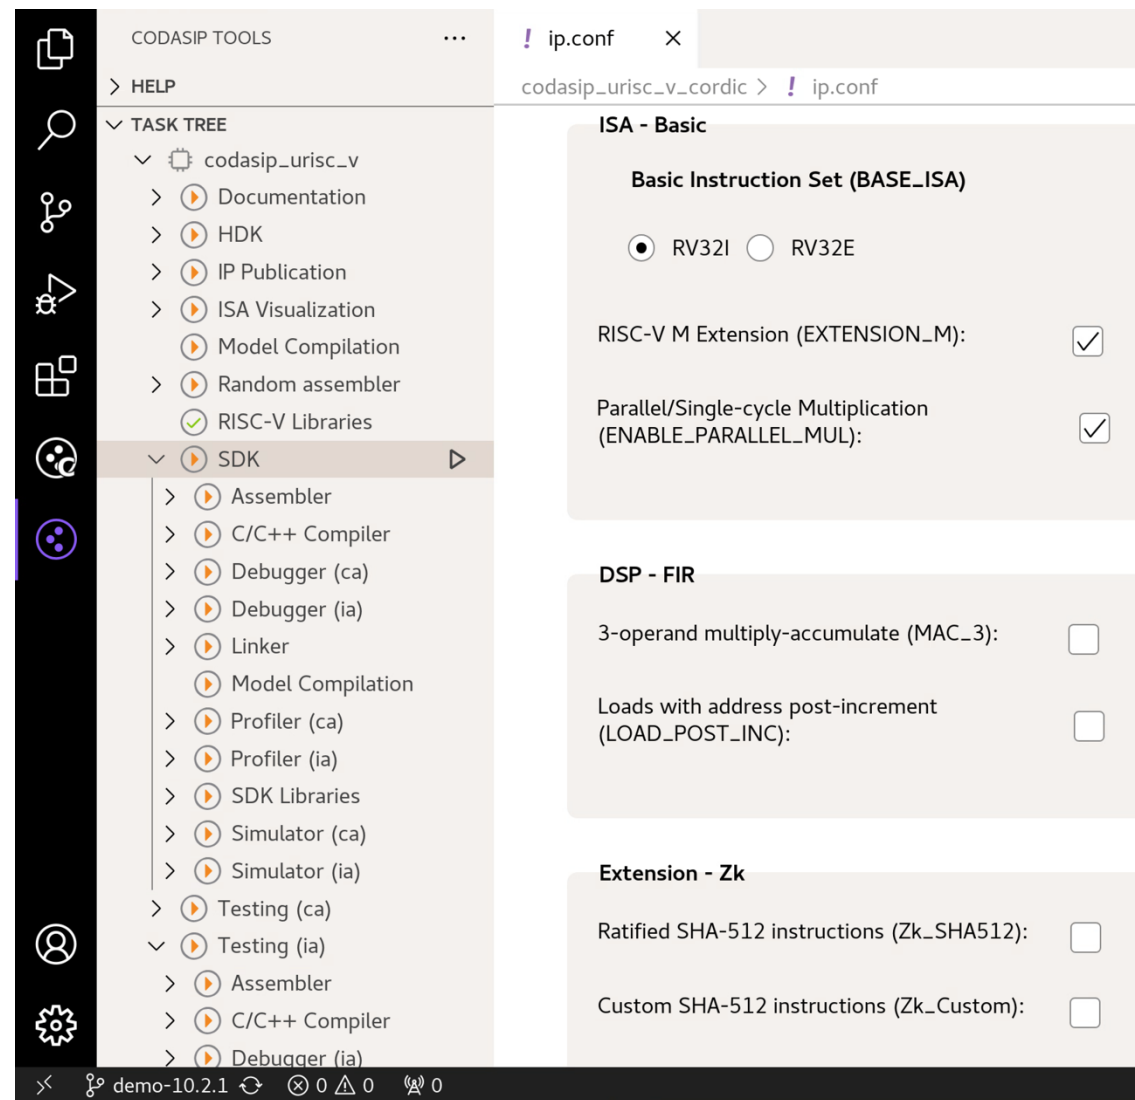 CODASIP TOOLS
HELP
TASK TREE
codasip_urisc_v
Documentation
HDK
IP Publication
ISA Visualization
Model Compilation
Random assembler
RISC-V Libraries
SDK
Assembler
C/C++ Compiler
Debugger (ca)
Debugger (ia)
Linker
Model Compilation
Profiler (ca)
Profiler (ia)
SDK Libraries
Simulator (ca)
Simulator (ia)
Testing (ca)
Testing (ia)
Assembler
C/C++ Compiler
Debugger (ia)
ip.conf
codasip_urisc_v_cordic > ! ip.conf
ISA - Basic
Basic Instruction Set (BASE_ISA)
RV32I RV32E
RISC-V M Extension (EXTENSION_M):
Parallel/Single-cycle Multiplication
(ENABLE_PARALLEL_MUL):
DSP - FIR
3-operand multiply-accumulate (MAC_3):
Loads with address post-increment
(LOAD_POST_INC):
Extension - Zk
Ratified SHA-512 instructions (Zk_SHA512):
Custom SHA-512 instructions (Zk_Custom):
demo-10.2.1 0 0 0